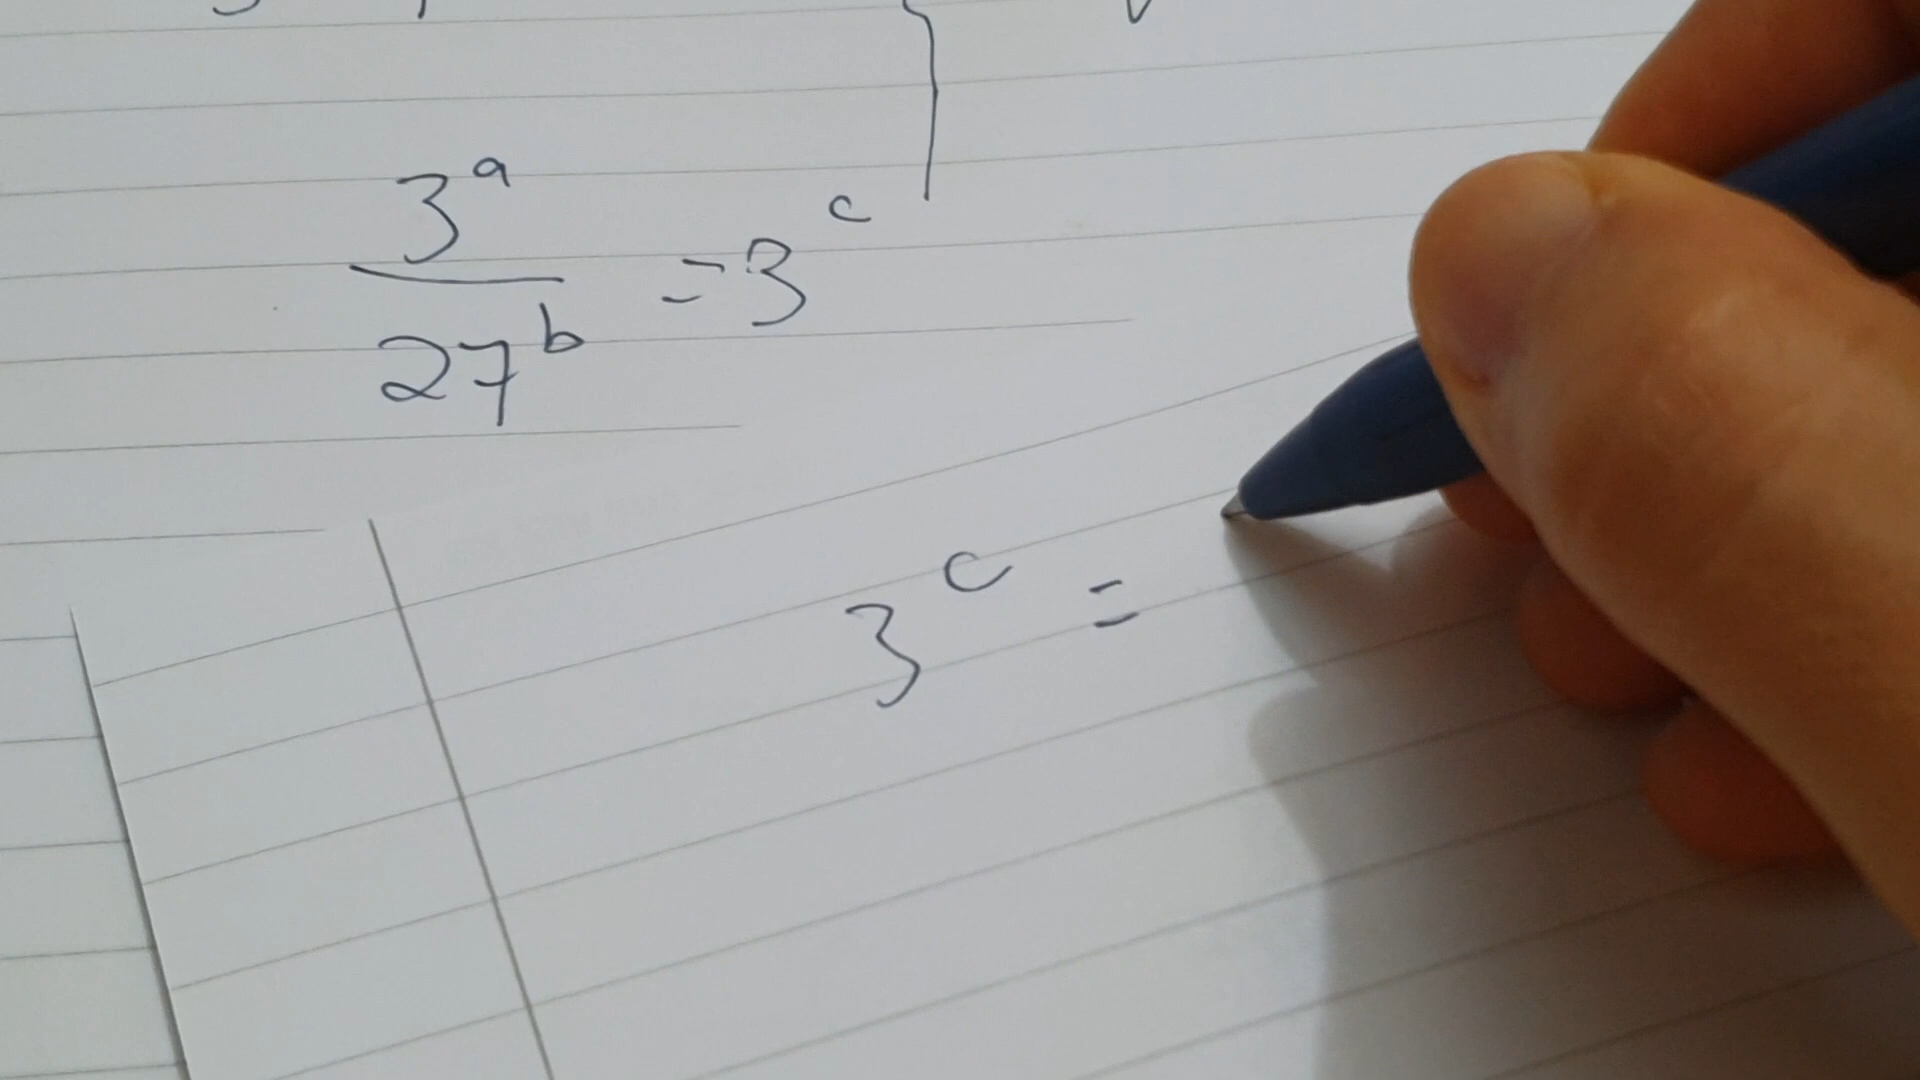 3^a / 27^b = 3^c
3^c =